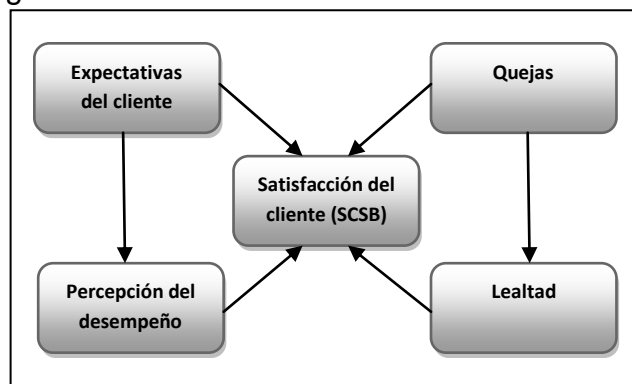 Expectativas
del cliente
Quejas
Satisfacción del
cliente (SCSB)
Percepción del
desempeño
Lealtad